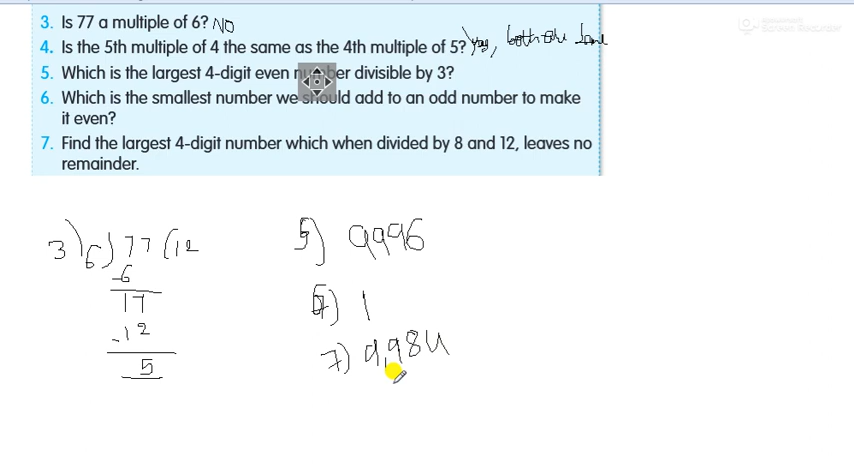 3. Is 77 a multiple of 6? NO
4. Is the 5th multiple of 4 the same as the 4th multiple of 5? Yes, both are same
5. Which is the largest 4-digit even number divisible by 3?
6. Which is the smallest number we should add to an odd number to make
it even?
7. Find the largest 4-digit number which when divided by 8 and 12, leaves no
remainder.
3) 6) 77 (12
-6
17
-12
5
5) 9996
6) 1
7) 9,984